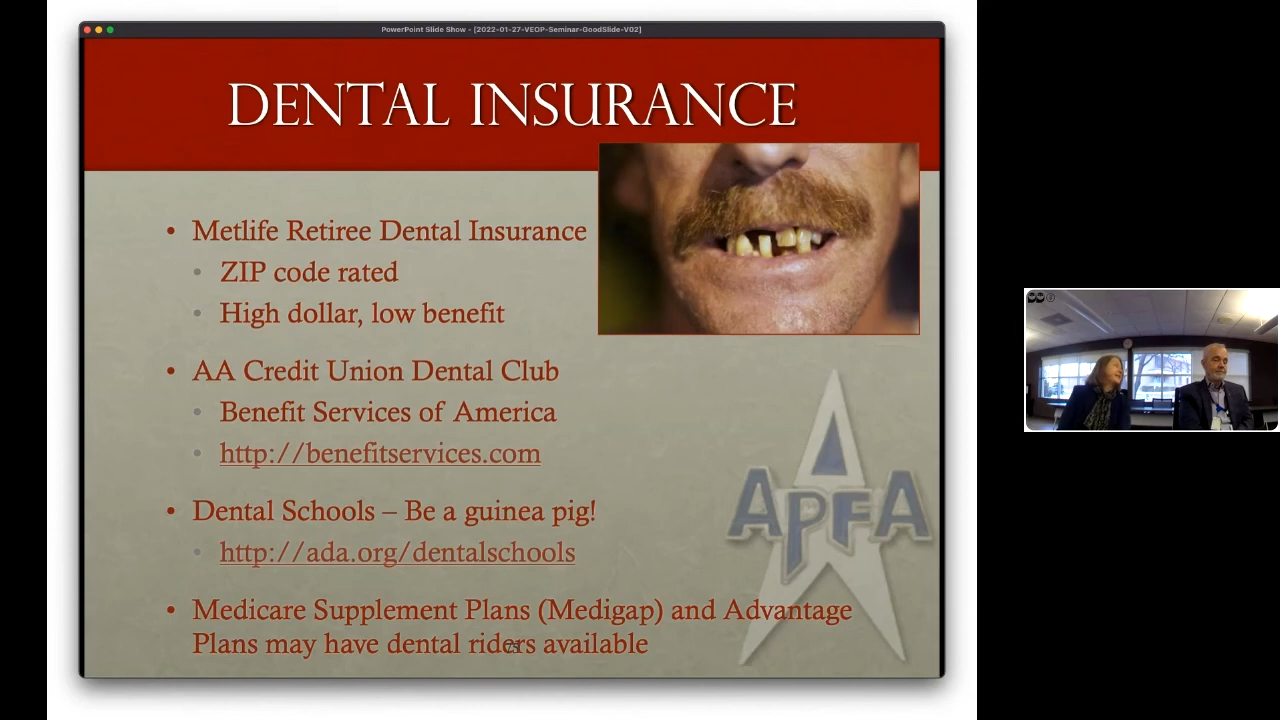 PowerPoint Slide Show - [2022-01-27-VEOP-Seminar-GoodSlide-V02]
DENTAL INSURANCE
• Metlife Retiree Dental Insurance
• ZIP code rated
• High dollar, low benefit
• AA Credit Union Dental Club
• Benefit Services of America
• http://benefitservices.com
• Dental Schools – Be a guinea pig!
• http://ada.org/dentalschools
• Medicare Supplement Plans (Medigap) and Advantage
Plans may have dental riders available
APFA